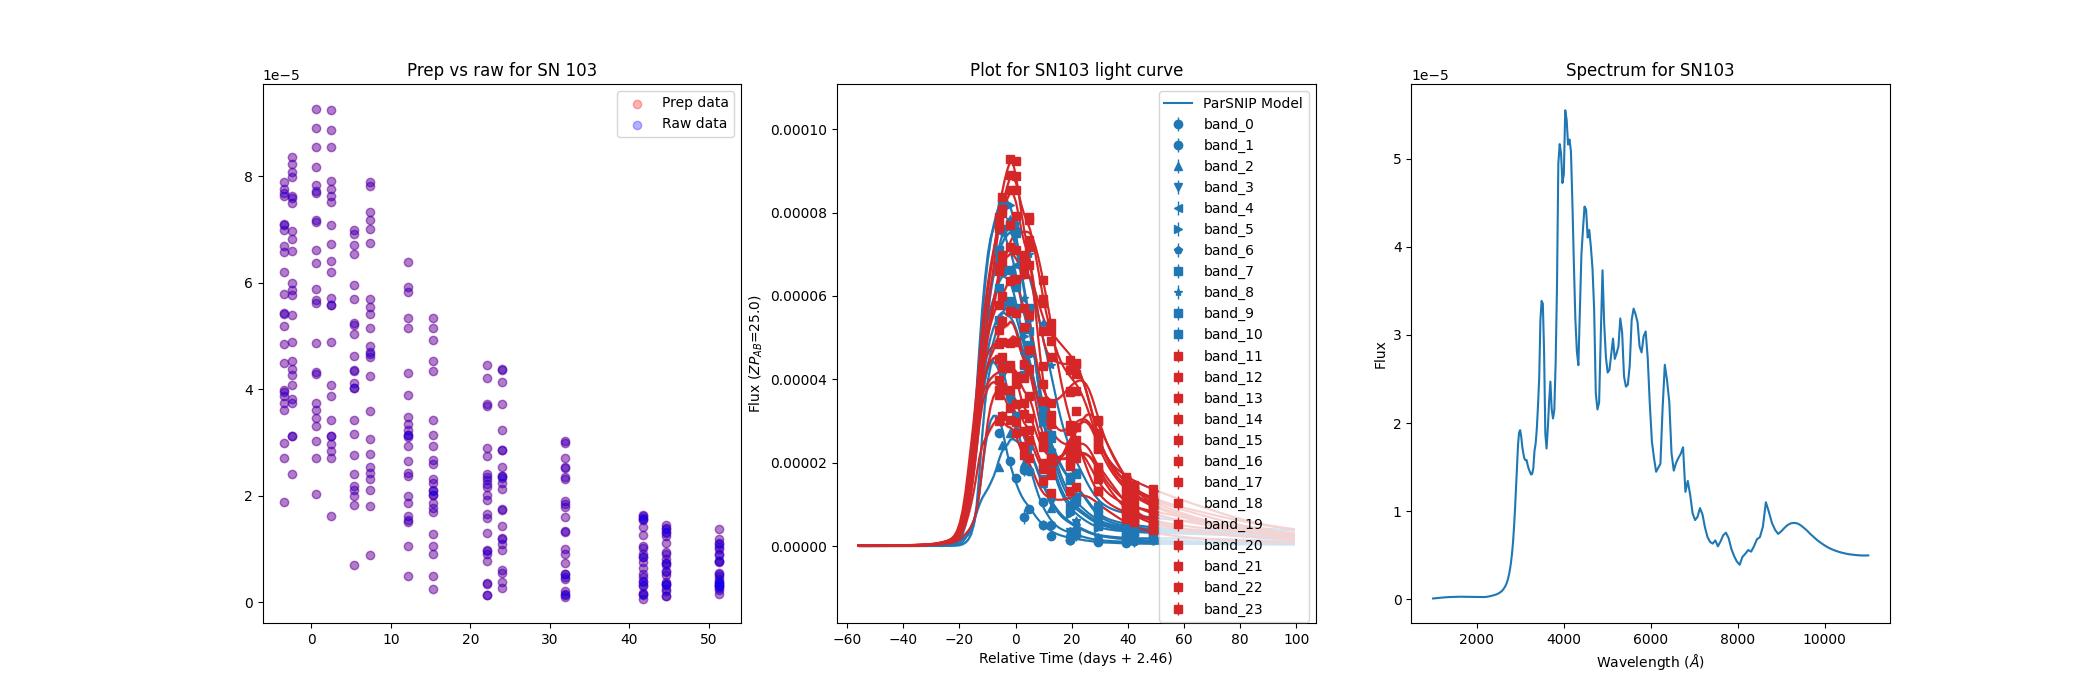 Prep vs raw for SN 103
1e−5
Prep data
Raw data
8
6
4
2
0
0 10 20 30 40 50
Plot for SN103 light curve
Flux (ZP_AB=25.0)
0.00010
0.00008
0.00006
0.00004
0.00002
0.00000
ParSNIP Model
band_0
band_1
band_2
band_3
band_4
band_5
band_6
band_7
band_8
band_9
band_10
band_11
band_12
band_13
band_14
band_15
band_16
band_17
band_18
band_19
band_20
band_21
band_22
band_23
−60 −40 −20 0 20 40 60 80 100
Relative Time (days + 2.46)
Spectrum for SN103
1e−5
Flux
5
4
3
2
1
0
2000 4000 6000 8000 10000
Wavelength (Å)